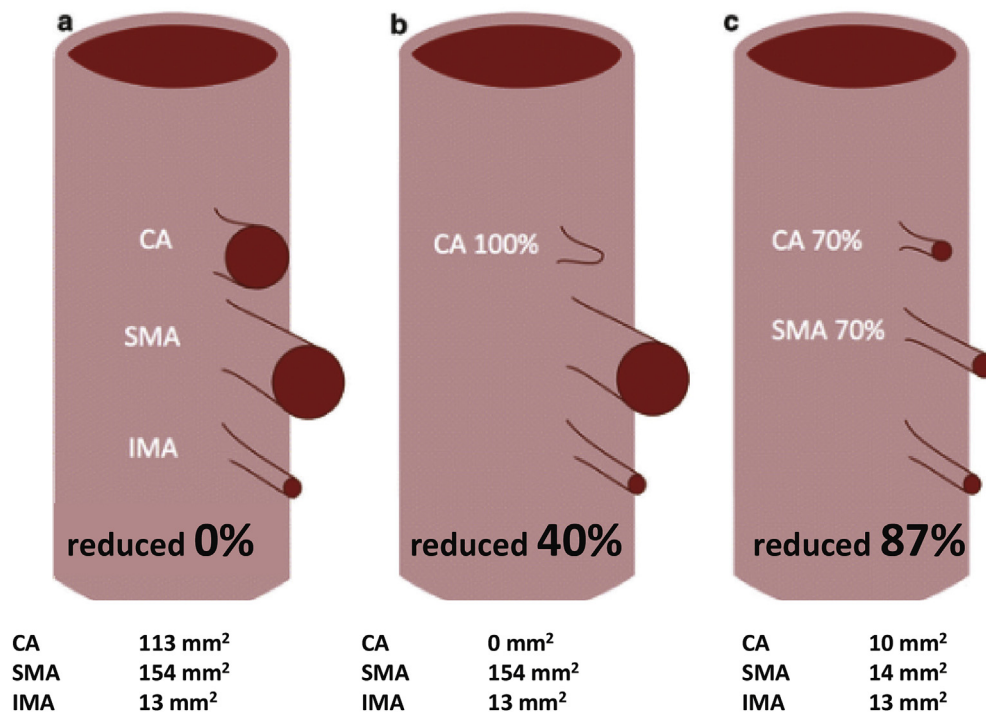 a
CA
SMA
IMA
reduced 0%
CA 113 mm²
SMA 154 mm²
IMA 13 mm²
b
CA 100%
reduced 40%
CA 0 mm²
SMA 154 mm²
IMA 13 mm²
c
CA 70%
SMA 70%
reduced 87%
CA 10 mm²
SMA 14 mm²
IMA 13 mm²